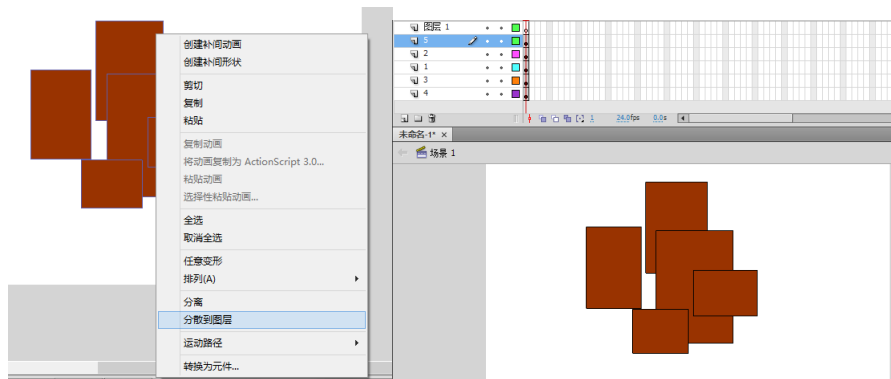 创建补间动画
创建补间形状
剪切
复制
粘贴
复制动画
将动画复制为 ActionScript 3.0...
粘贴动画
选择性粘贴动画...
全选
取消全选
任意变形
排列(A)
分离
分散到图层
运动路径
转换为元件...
图层 1
5
2
1
3
4
1 24.0fps 0.0s
未命名-1* ×
场景 1